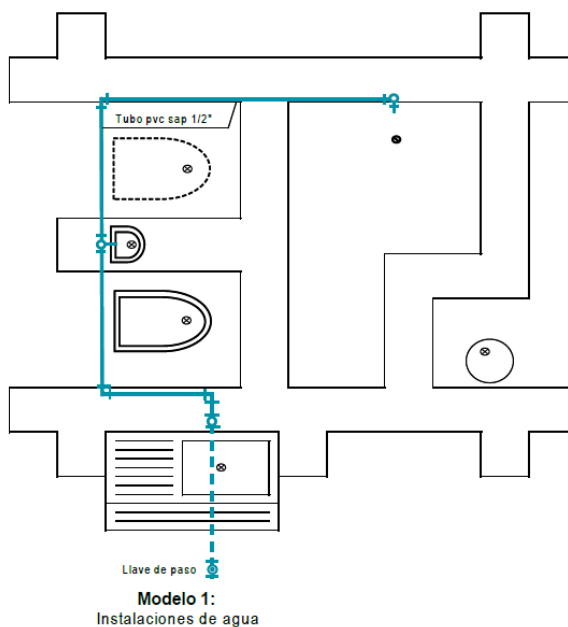 Tubo pvc sap 1/2"
Llave de paso
Modelo 1:
Instalaciones de agua